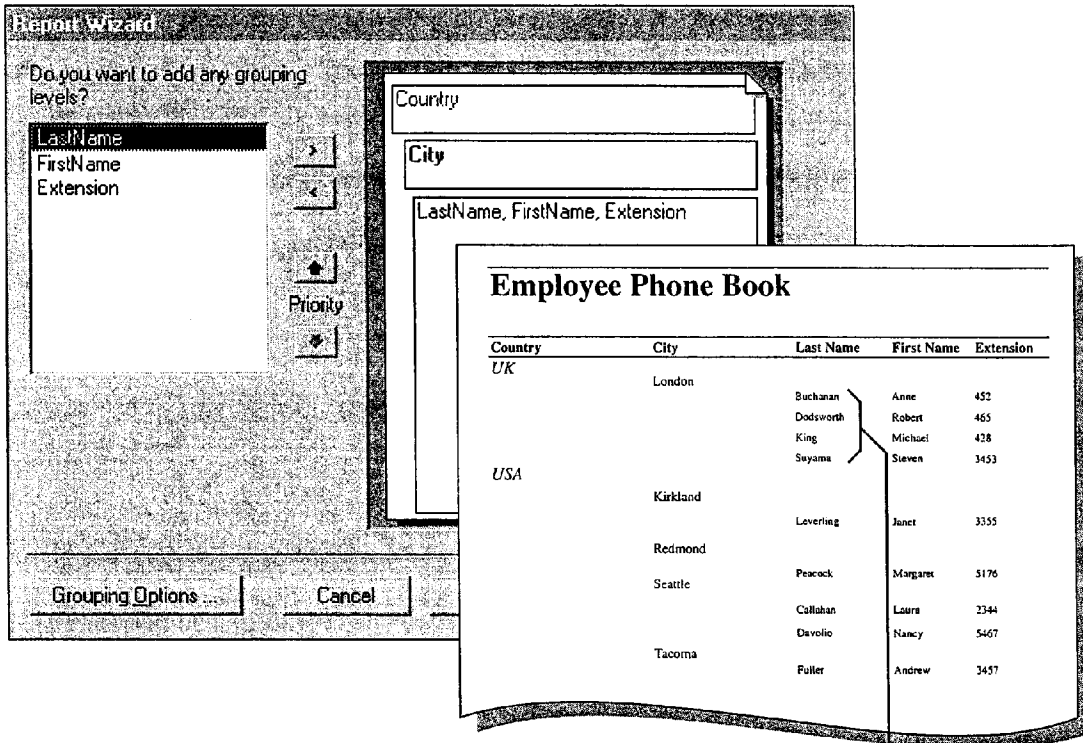 Report Wizard
Do you want to add any grouping
levels?
LastName
FirstName
Extension
>
<
Priority
Country
City
LastName, FirstName, Extension
Grouping Options ...
Cancel
Employee Phone Book
Country City Last Name First Name Extension
UK
London
Buchanan Anne 452
Dodsworth Robert 465
King Michael 428
Suyama Steven 3453
USA
Kirkland
Leverling Janet 3355
Redmond
Peacock Margaret 5176
Seattle
Callahan Laura 2344
Davolio Nancy 5467
Tacoma
Fuller Andrew 3457